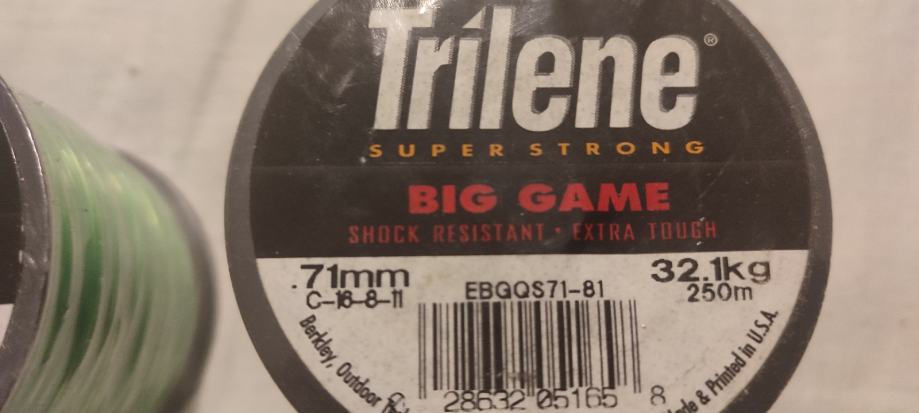 Trilene®
SUPER STRONG
BIG GAME
SHOCK RESISTANT • EXTRA TOUGH
.71mm
C-16-8-11
EBGQS71-81
32.1kg
250m
Berkley, Outdoor
& Printed in U.S.A.
28632 05165 8